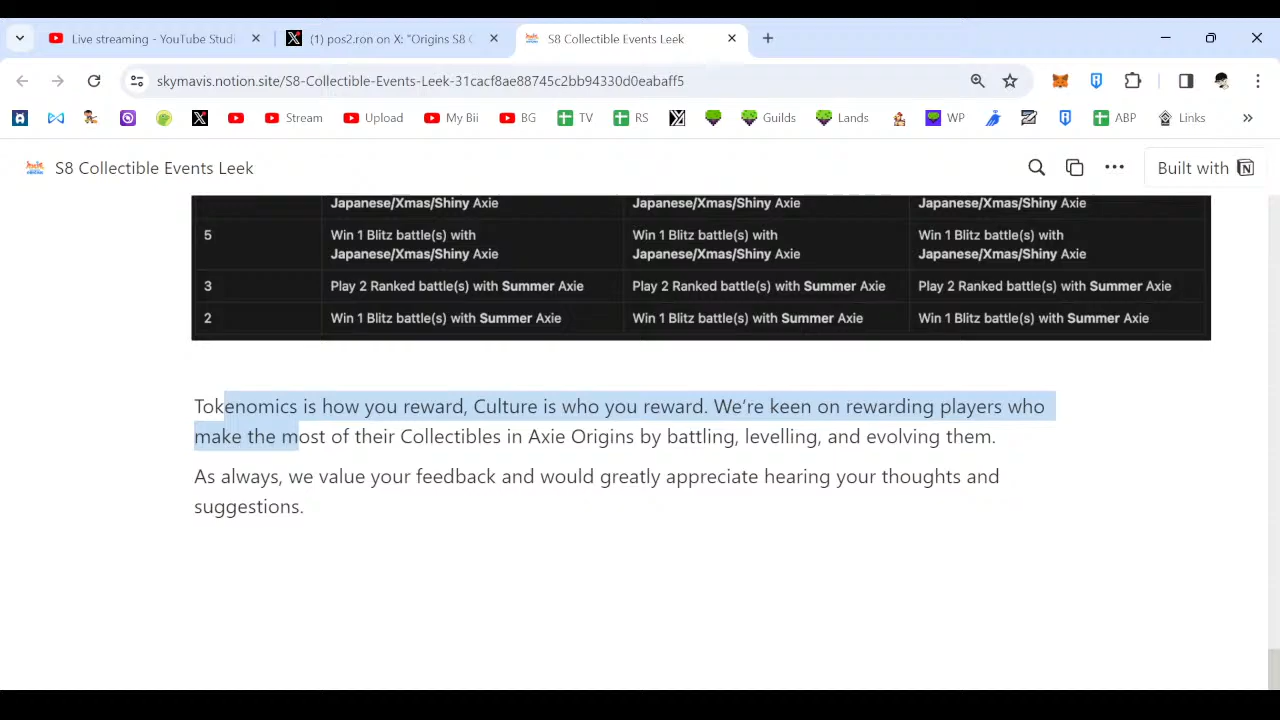 Live streaming - YouTube Studi
(1) pos2.ron on X: "Origins S8 C
S8 Collectible Events Leek
skymavis.notion.site/S8-Collectible-Events-Leek-31cacf8ae88745c2bb94330d0eabaff5
Stream Upload My Bii BG TV RS Guilds Lands WP ABP Links
S8 Collectible Events Leek
Built with
Japanese/Xmas/Shiny Axie Japanese/Xmas/Shiny Axie Japanese/Xmas/Shiny Axie
5 Win 1 Blitz battle(s) with Win 1 Blitz battle(s) with Win 1 Blitz battle(s) with
Japanese/Xmas/Shiny Axie Japanese/Xmas/Shiny Axie Japanese/Xmas/Shiny Axie
3 Play 2 Ranked battle(s) with Summer Axie Play 2 Ranked battle(s) with Summer Axie Play 2 Ranked battle(s) with Summer Axie
2 Win 1 Blitz battle(s) with Summer Axie Win 1 Blitz battle(s) with Summer Axie Win 1 Blitz battle(s) with Summer Axie
Tokenomics is how you reward, Culture is who you reward. We're keen on rewarding players who
make the most of their Collectibles in Axie Origins by battling, levelling, and evolving them.
As always, we value your feedback and would greatly appreciate hearing your thoughts and
suggestions.